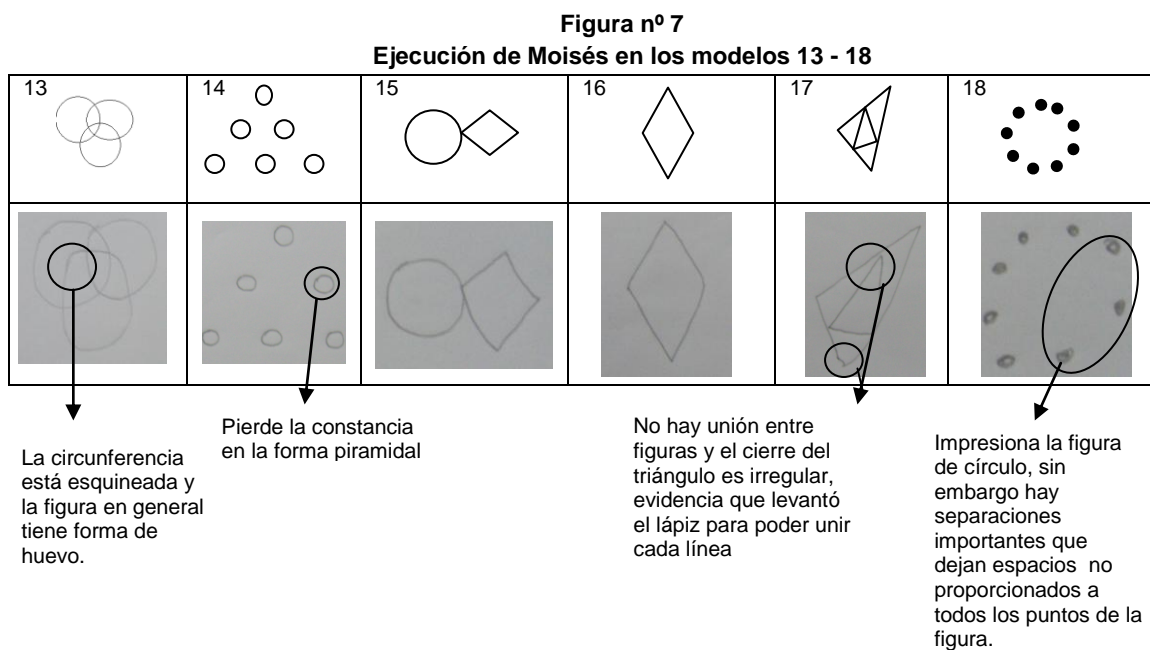 Figura nº 7
Ejecución de Moisés en los modelos 13 - 18
13
14
15
16
17
18
La circunferencia
está esquineada y
la figura en general
tiene forma de
huevo.
Pierde la constancia
en la forma piramidal
No hay unión entre
figuras y el cierre del
triángulo es irregular,
evidencia que levantó
el lápiz para poder unir
cada línea
Impresiona la figura
de círculo, sin
embargo hay
separaciones
importantes que
dejan espacios no
proporcionados a
todos los puntos de la
figura.